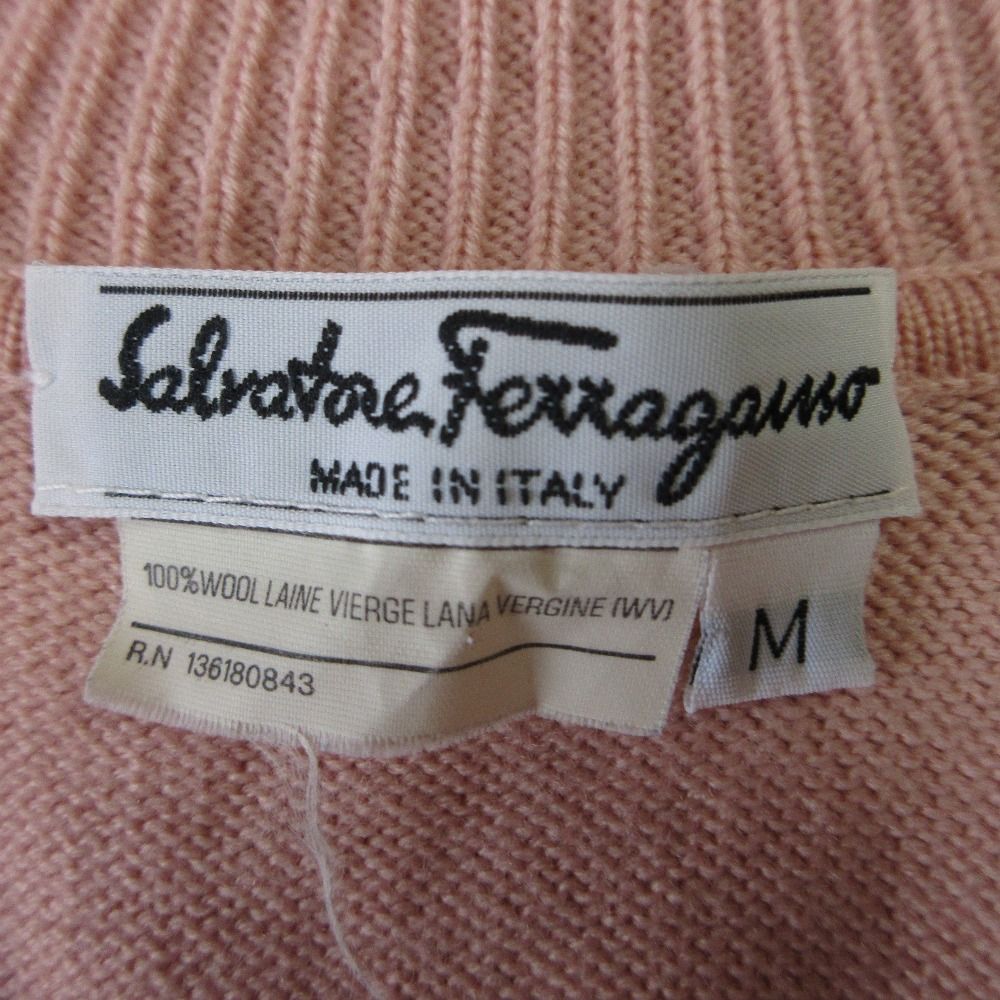 Salvatore Ferragamo
MADE IN ITALY
100%WOOL LAINE VIERGE LANA VERGINE (WV)
R.N 136180843
M